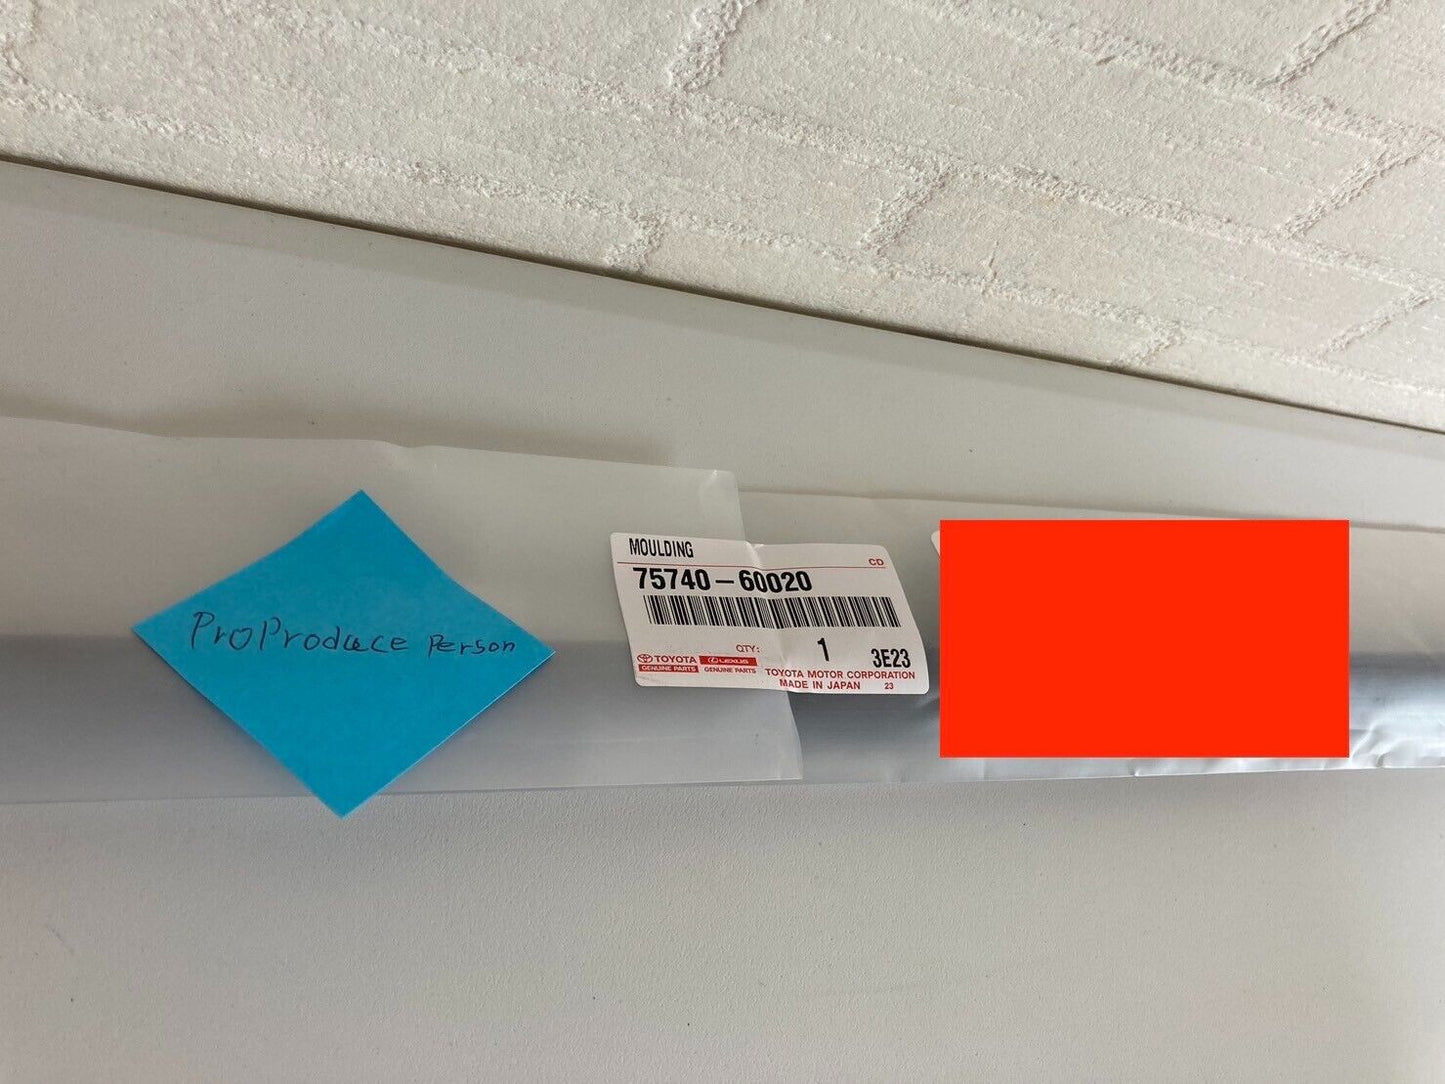 ProProduce Person
MOULDING
CD
75740-60020
QTY: 1 3E23
TOYOTA LEXUS
GENUINE PARTS GENUINE PARTS
TOYOTA MOTOR CORPORATION
MADE IN JAPAN 23